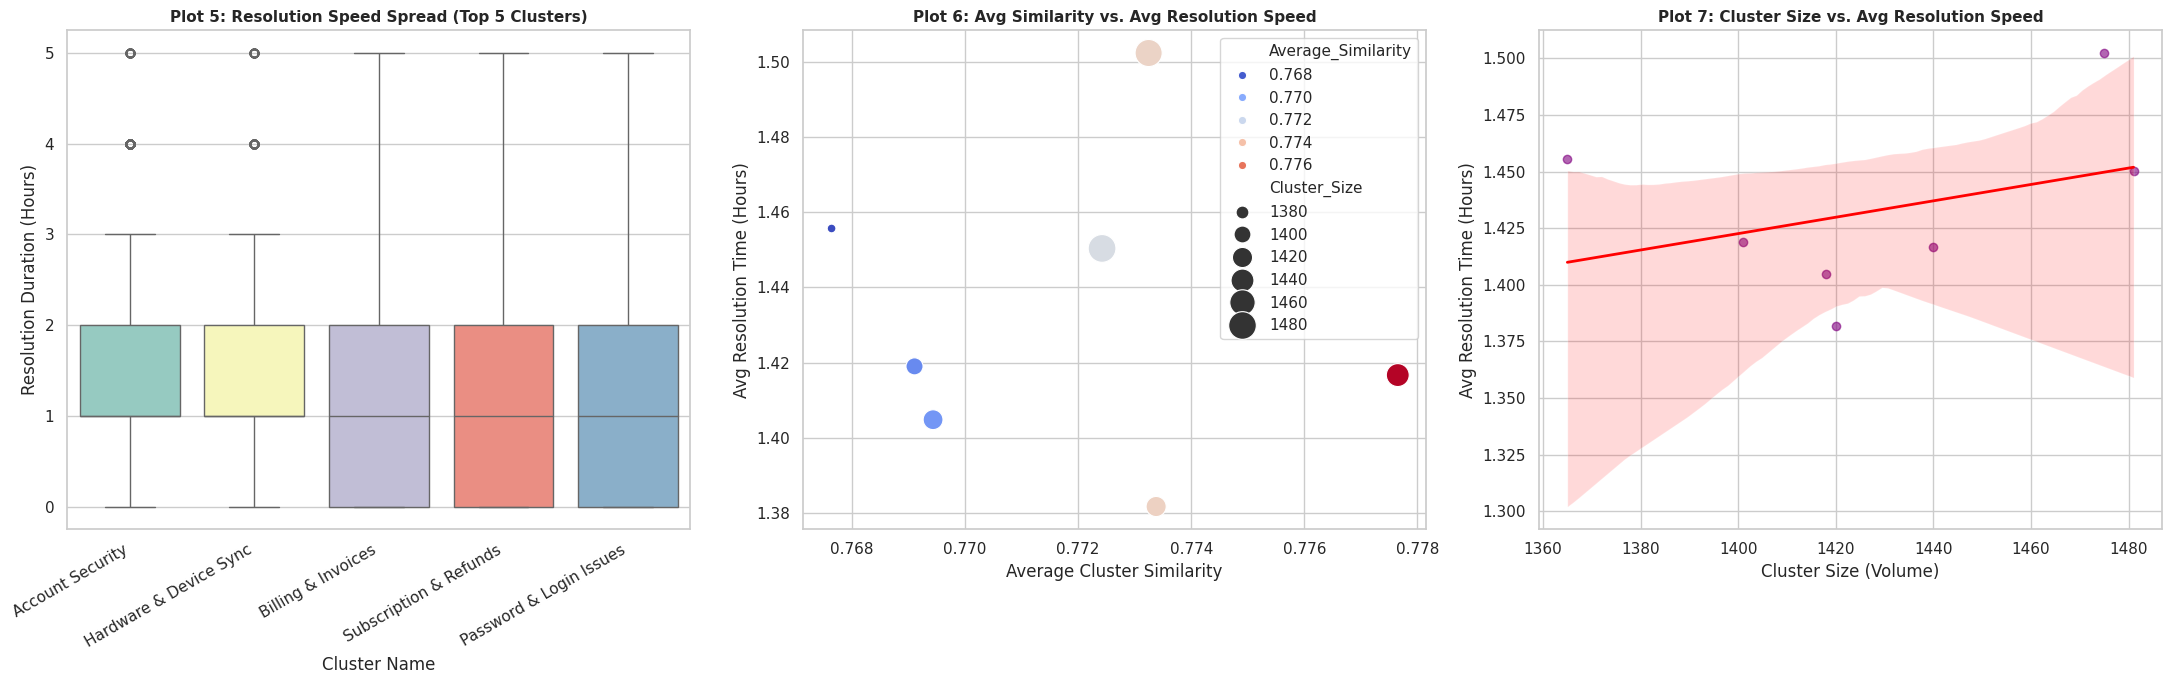 Plot 5: Resolution Speed Spread (Top 5 Clusters)
Resolution Duration (Hours)
5
4
3
2
1
0
Account Security
Hardware & Device Sync
Billing & Invoices
Subscription & Refunds
Password & Login Issues
Cluster Name
Plot 6: Avg Similarity vs. Avg Resolution Speed
Avg Resolution Time (Hours)
1.50
1.48
1.46
1.44
1.42
1.40
1.38
Average_Similarity
0.768
0.770
0.772
0.774
0.776
Cluster_Size
1380
1400
1420
1440
1460
1480
0.768 0.770 0.772 0.774 0.776 0.778
Average Cluster Similarity
Plot 7: Cluster Size vs. Avg Resolution Speed
Avg Resolution Time (Hours)
1.500
1.475
1.450
1.425
1.400
1.375
1.350
1.325
1.300
1360 1380 1400 1420 1440 1460 1480
Cluster Size (Volume)